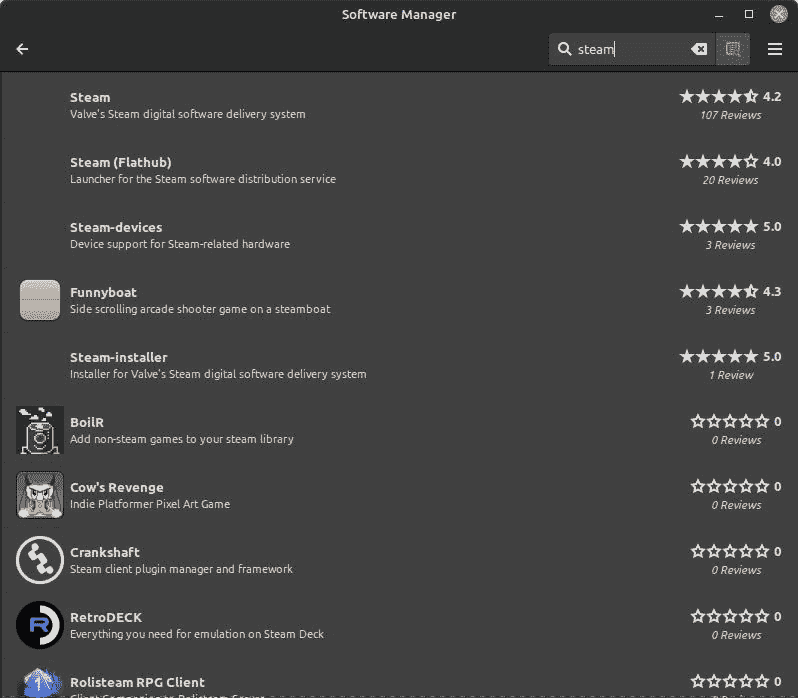 Software Manager
steam
Steam
4.2
Valve's Steam digital software delivery system
107 Reviews
Steam (Flathub)
4.0
Launcher for the Steam software distribution service
20 Reviews
Steam-devices
5.0
Device support for Steam-related hardware
3 Reviews
Funnyboat
4.3
Side scrolling arcade shooter game on a steamboat
3 Reviews
Steam-installer
5.0
Installer for Valve's Steam digital software delivery system
1 Review
BoilR
0
Add non-steam games to your steam library
0 Reviews
Cow's Revenge
0
Indie Platformer Pixel Art Game
0 Reviews
Crankshaft
0
Steam client plugin manager and framework
0 Reviews
R
RetroDECK
0
Everything you need for emulation on Steam Deck
0 Reviews
Rolisteam RPG Client
0